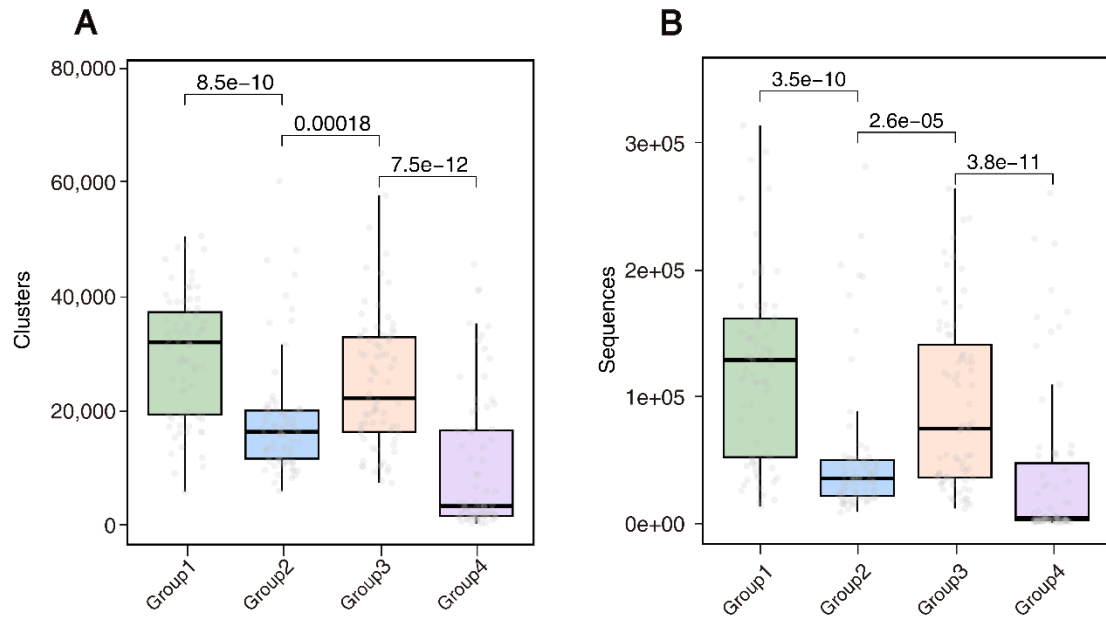 A
Clusters
80,000
60,000
40,000
20,000
0
8.5e−10
0.00018
7.5e−12
Group1
Group2
Group3
Group4
B
Sequences
3e+05
2e+05
1e+05
0e+00
3.5e−10
2.6e−05
3.8e−11
Group1
Group2
Group3
Group4